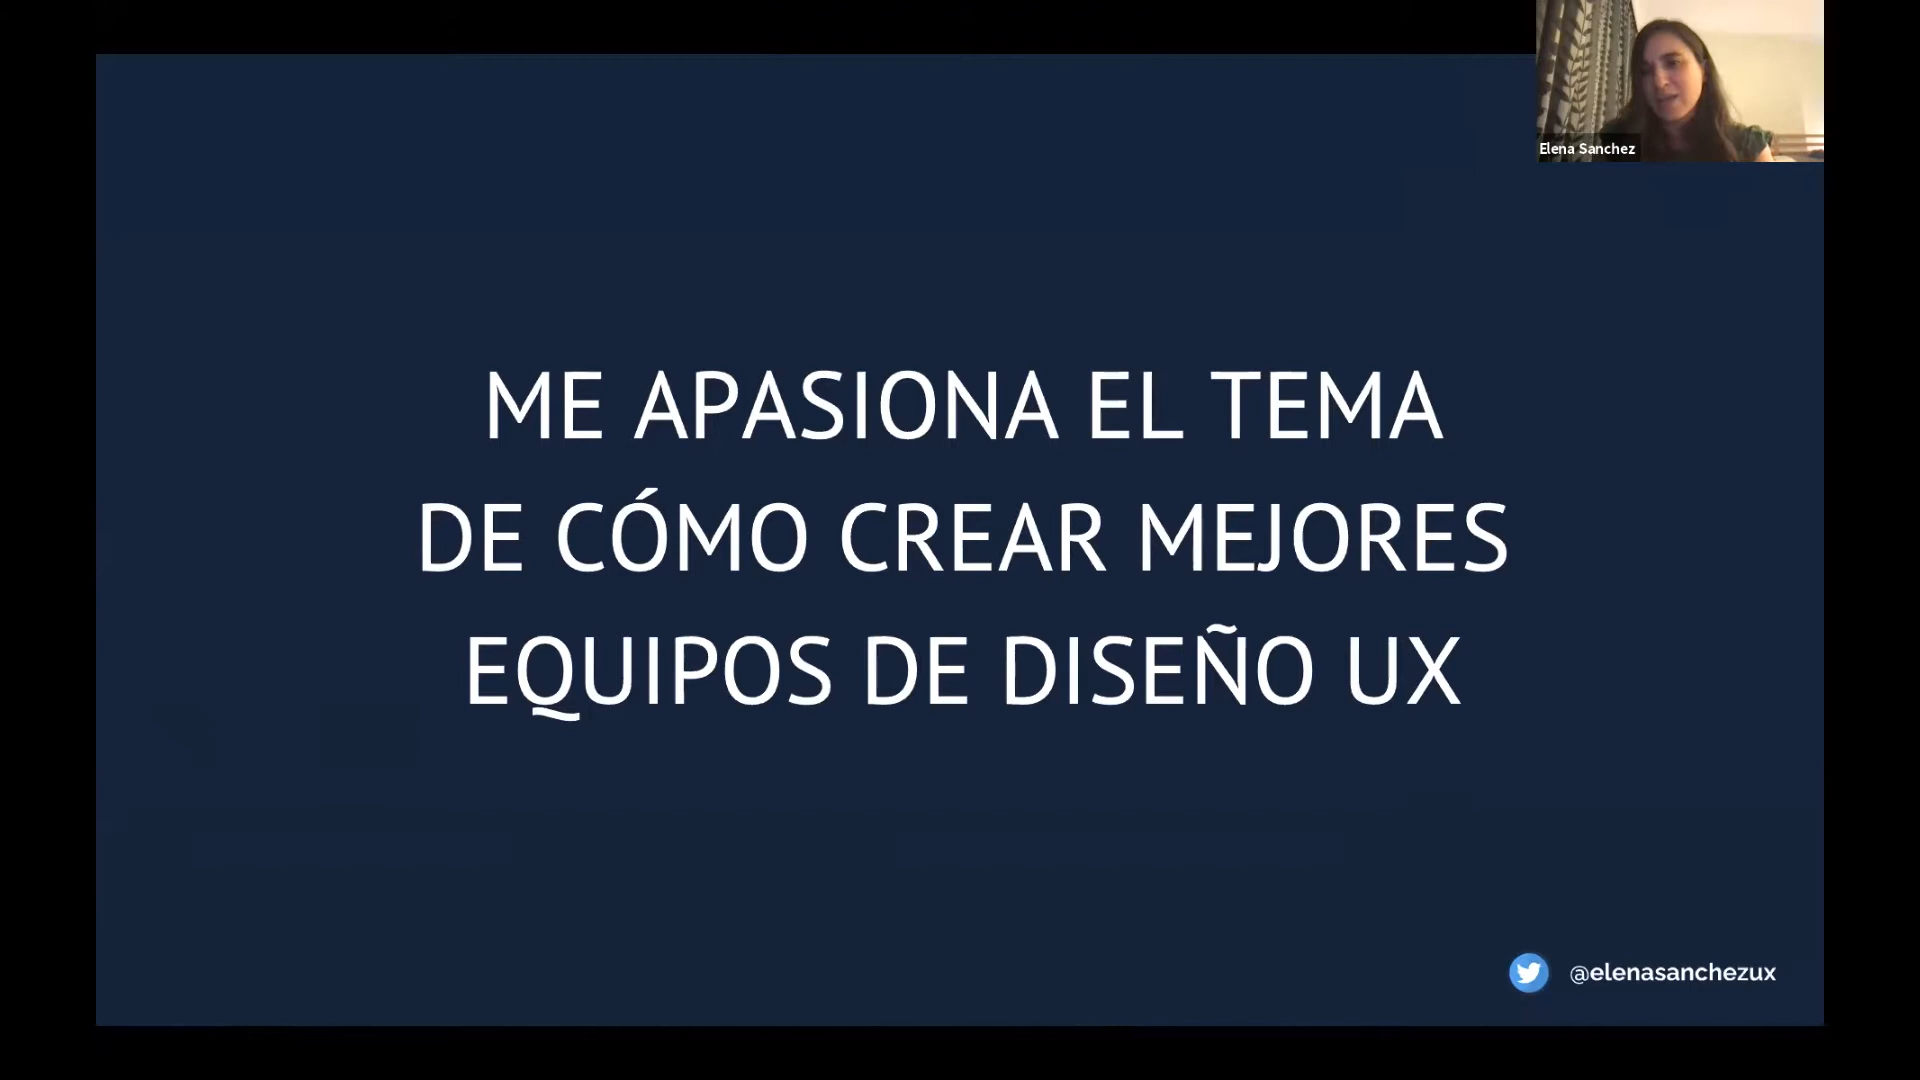 Elena Sanchez
ME APASIONA EL TEMA
DE CÓMO CREAR MEJORES
EQUIPOS DE DISEÑO UX
@elenasanchezux